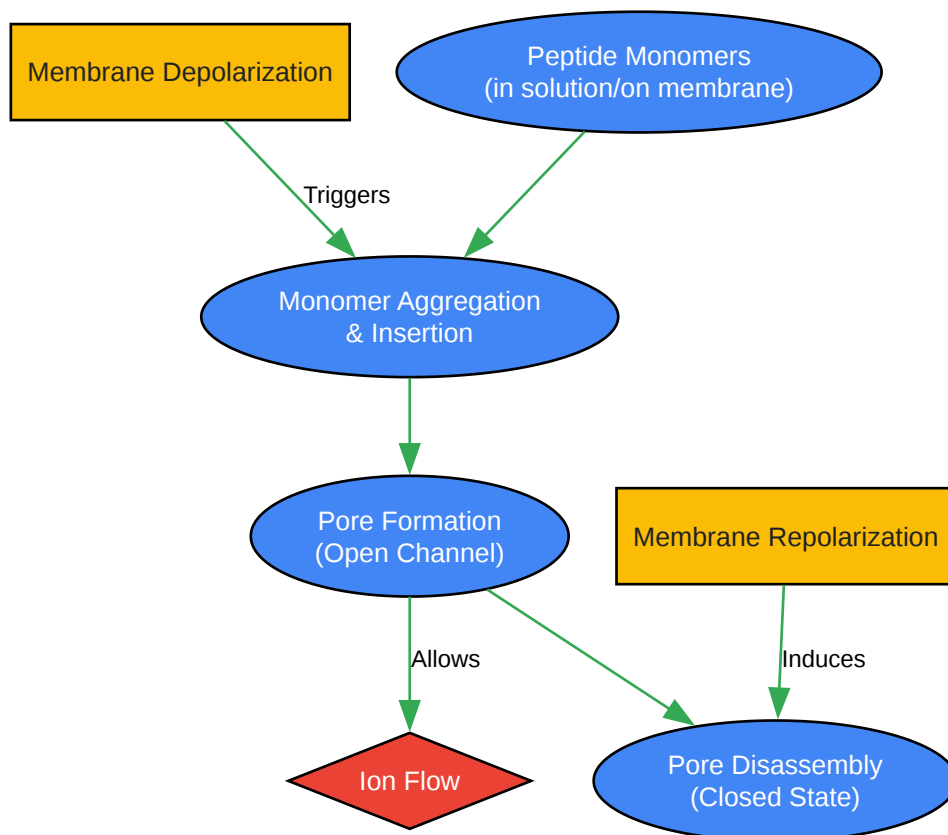 Membrane Depolarization
Peptide Monomers
(in solution/on membrane)
Triggers
Monomer Aggregation
& Insertion
Pore Formation
(Open Channel)
Membrane Repolarization
Allows
Induces
Ion Flow
Pore Disassembly
(Closed State)